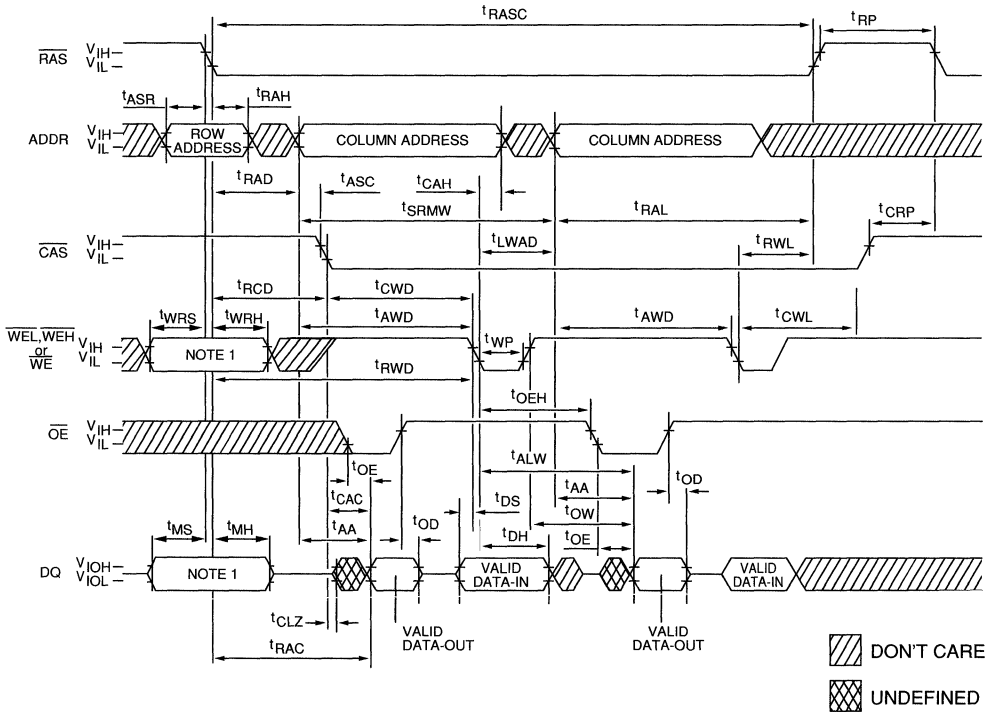 tRASC
tRP
RAS
VIH
VIL
tASR
tRAH
ADDR
VIH
VIL
ROW
ADDRESS
COLUMN ADDRESS
COLUMN ADDRESS
tRAD
tASC
tCAH
tSRMW
tRAL
tCRP
CAS
VIH
VIL
tLWAD
tRWL
tRCD
tCWD
tWRS
tWRH
tAWD
tAWD
tCWL
WEL, WEH
or
WE
VIH
VIL
NOTE 1
tWP
tRWD
tOEH
OE
VIH
VIL
tOE
tALW
tCAC
tAA
tOD
tDS
tOW
tMS
tMH
tAA
tOD
tDH
tOE
DQ
VIOH
VIOL
NOTE 1
VALID
DATA-IN
VALID
DATA-IN
tCLZ
VALID
DATA-OUT
VALID
DATA-OUT
tRAC
DON'T CARE
UNDEFINED